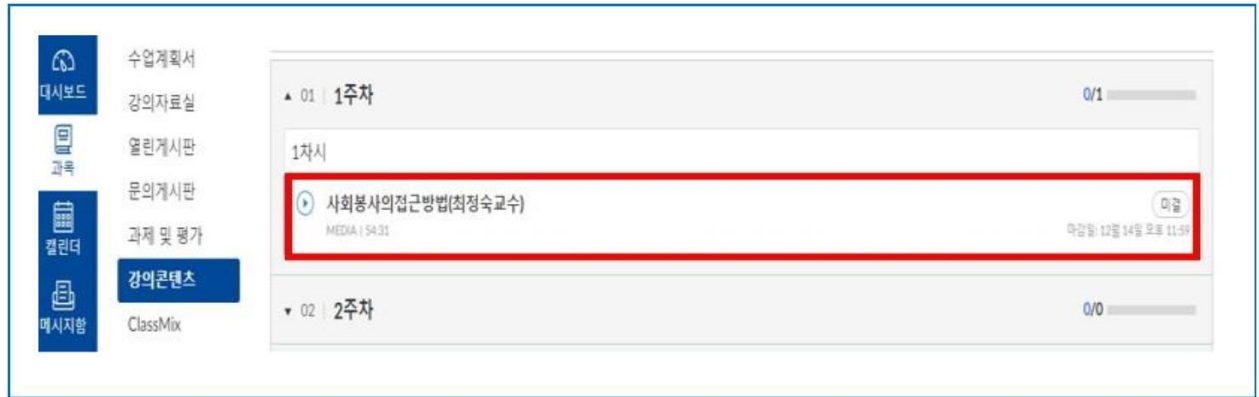 대시보드
과목
캘린더
메시지함
수업계획서
강의자료실
열린게시판
문의게시판
과제 및 평가
강의콘텐츠
ClassMix
▲ 01 | 1주차 0/1
1차시
사회봉사의접근방법(최정숙교수) 미결
MEDIA | 54:31 마감일: 12월 14일 오후 11:59
▼ 02 | 2주차 0/0